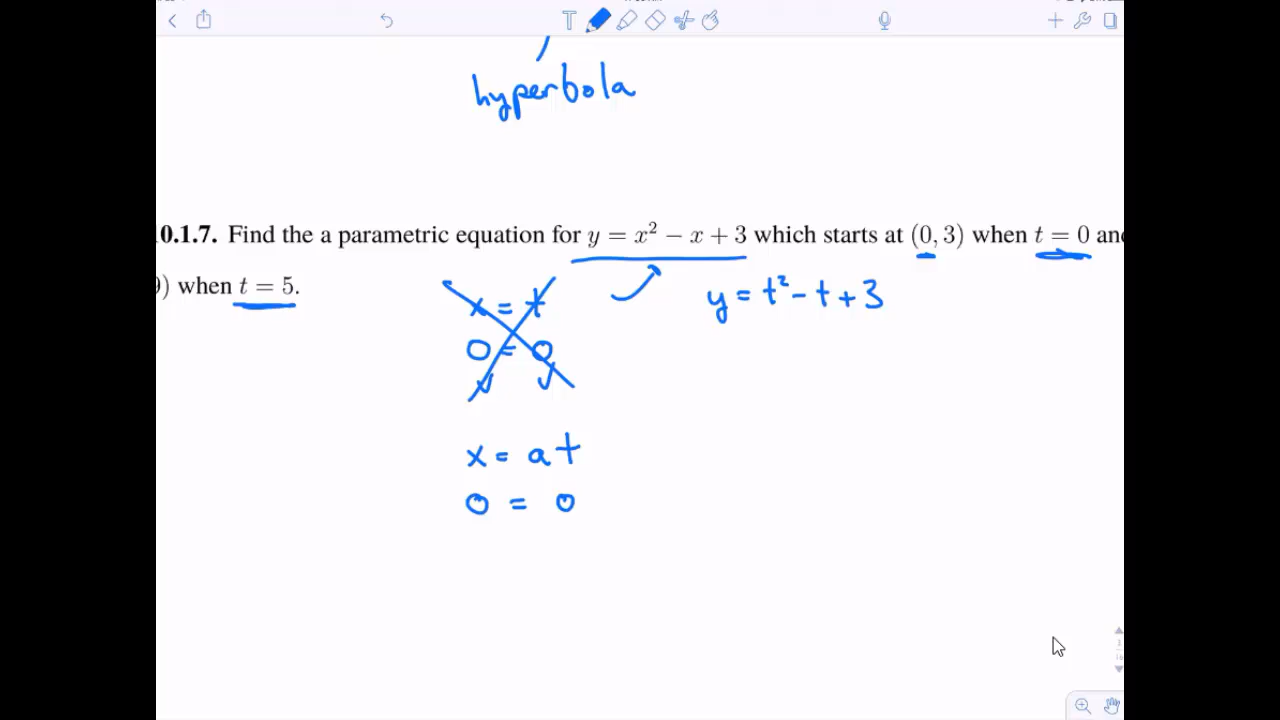 hyperbola
0.1.7. Find the a parametric equation for y = x² − x + 3 which starts at (0, 3) when t = 0 and
) when t = 5.
x = t
y = t² - t + 3
0 = 0
x = at
0 = 0